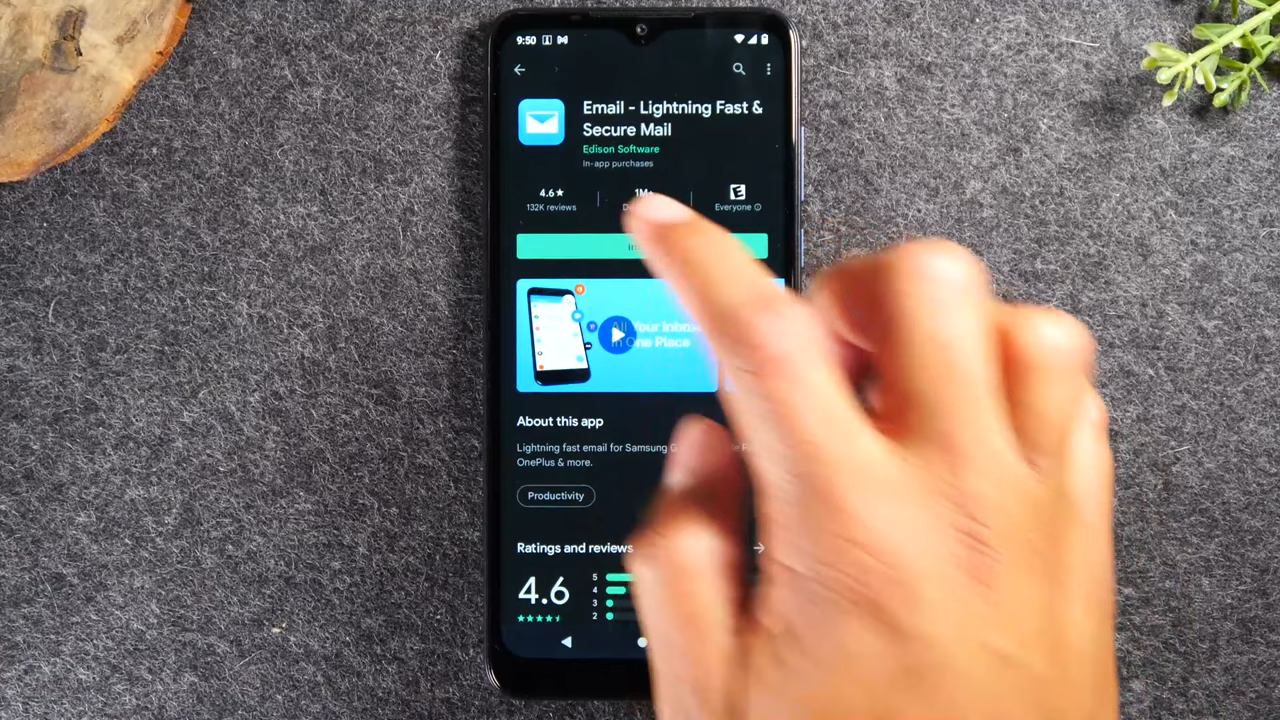 9:50
Email - Lightning Fast &
Secure Mail
Edison Software
In-app purchases
4.6★
1M+
E
132K reviews
Everyone
All Your Inbox
In One Place
About this app
Lightning fast email for Samsung
OnePlus & more.
Productivity
Ratings and reviews
4.6
5
4
3
2